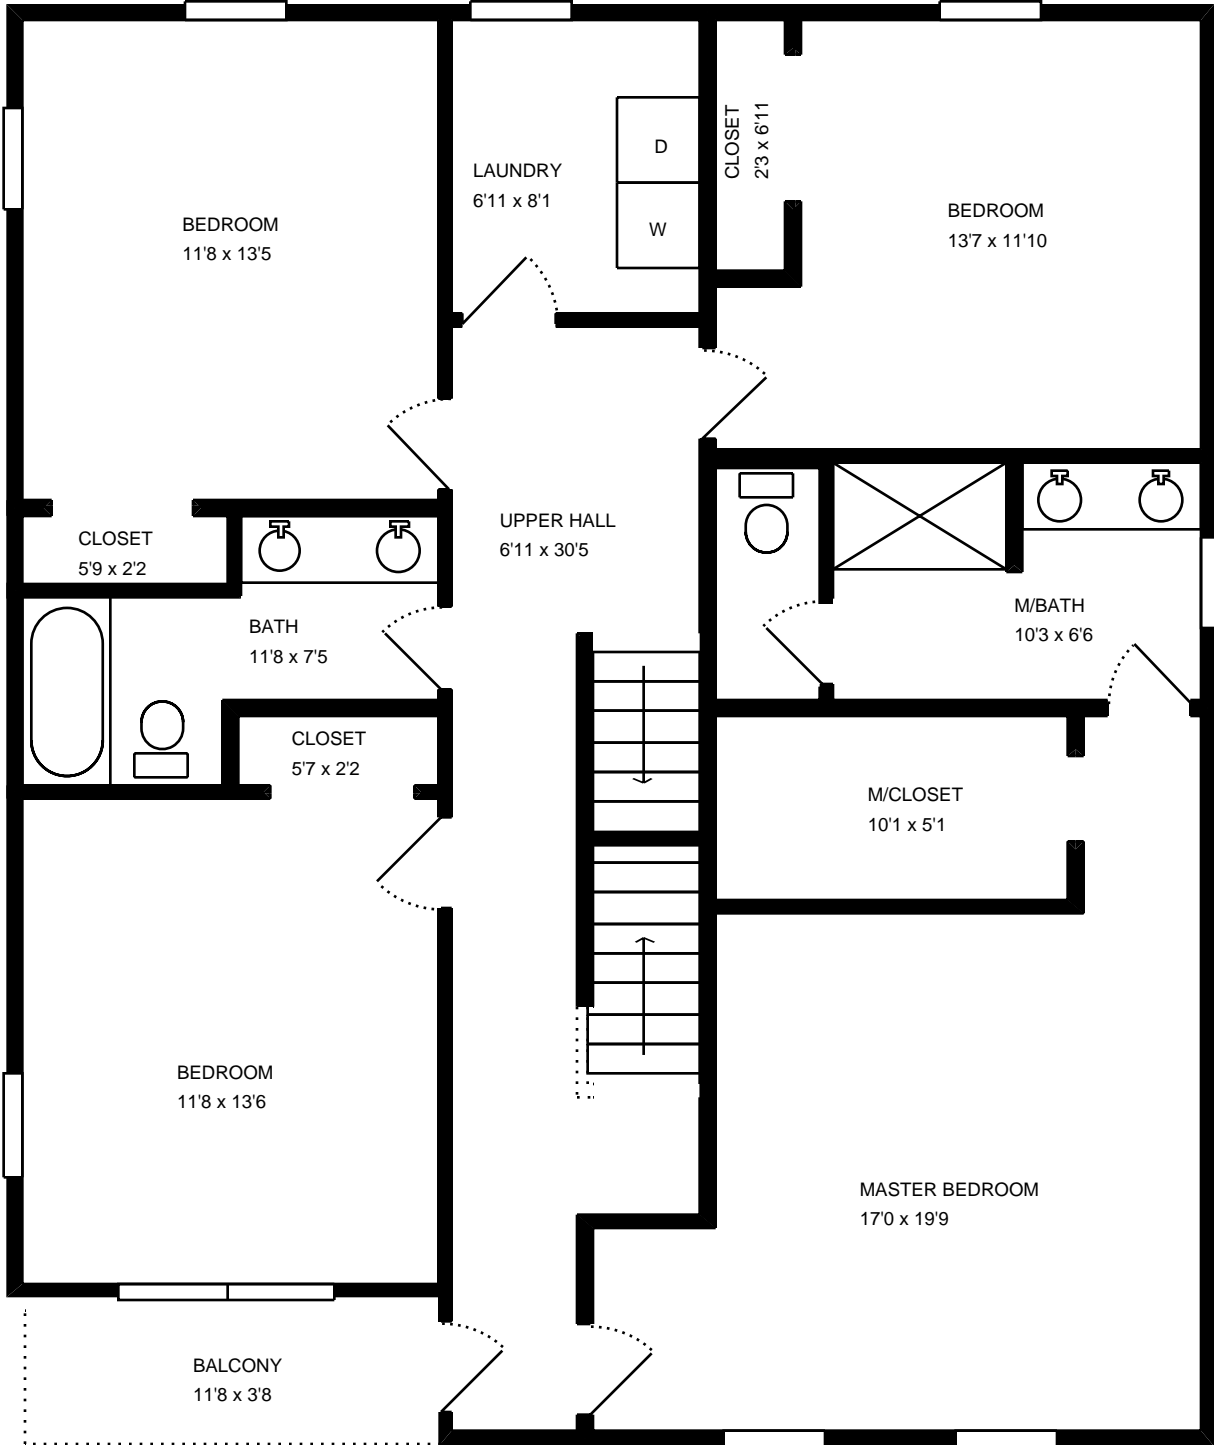 CLOSET
2'3 x 6'11
D
LAUNDRY
6'11 x 8'1
W
BEDROOM
11'8 x 13'5
BEDROOM
13'7 x 11'10
UPPER HALL
6'11 x 30'5
CLOSET
5'9 x 2'2
BATH
11'8 x 7'5
M/BATH
10'3 x 6'6
CLOSET
5'7 x 2'2
M/CLOSET
10'1 x 5'1
BEDROOM
11'8 x 13'6
MASTER BEDROOM
17'0 x 19'9
BALCONY
11'8 x 3'8